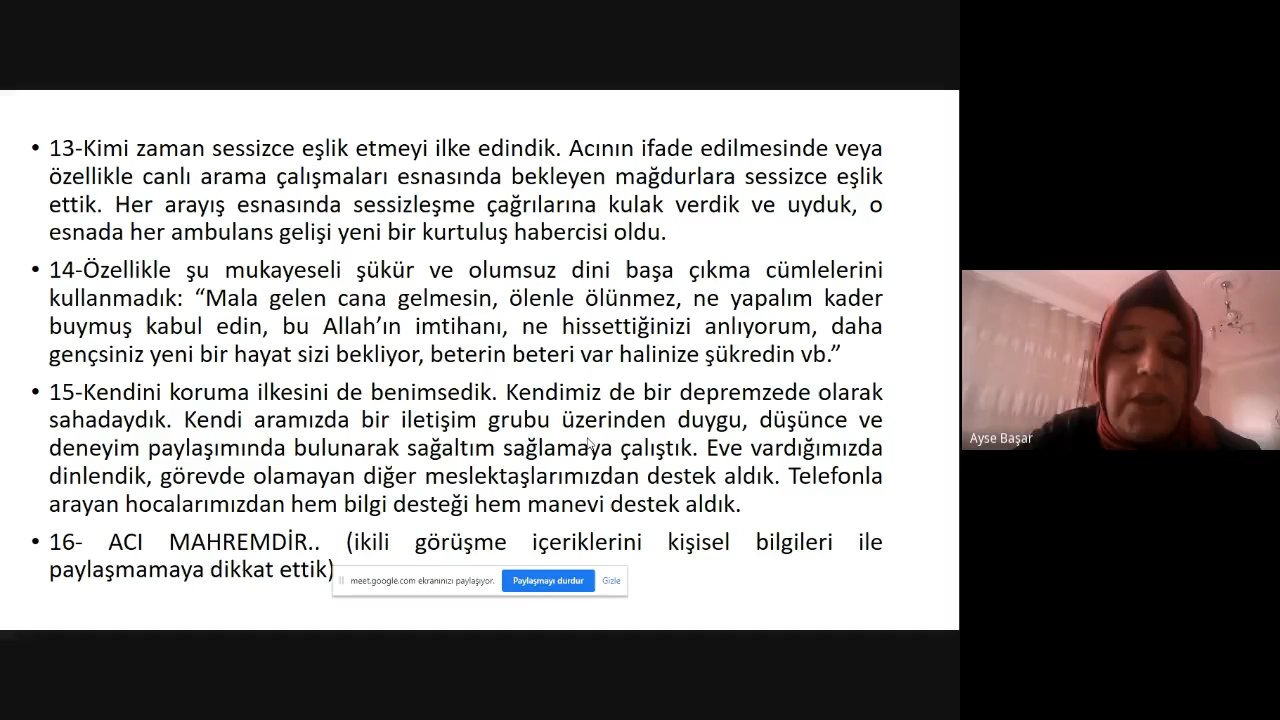 • 13-Kimi zaman sessizce eşlik etmeyi ilke edindik. Acının ifade edilmesinde veya
özellikle canlı arama çalışmaları esnasında bekleyen mağdurlara sessizce eşlik
ettik. Her arayış esnasında sessizleşme çağrılarına kulak verdik ve uyduk, o
esnada her ambulans gelişi yeni bir kurtuluş habercisi oldu.
• 14-Özellikle şu mukayeseli şükür ve olumsuz dini başa çıkma cümlelerini
kullanmadık: “Mala gelen cana gelmesin, ölenle ölünmez, ne yapalım kader
buymuş kabul edin, bu Allah’ın imtihanı, ne hissettiğinizi anlıyorum, daha
gençsiniz yeni bir hayat sizi bekliyor, beterin beteri var halinize şükredin vb.”
• 15-Kendini koruma ilkesini de benimsedik. Kendimiz de bir depremzede olarak
sahadaydık. Kendi aramızda bir iletişim grubu üzerinden duygu, düşünce ve
deneyim paylaşımında bulunarak sağaltım sağlamaya çalıştık. Eve vardığımızda
dinlendik, görevde olamayan diğer meslektaşlarımızdan destek aldık. Telefonla
arayan hocalarımızdan hem bilgi desteği hem manevi destek aldık.
• 16- ACI MAHREMDİR.. (ikili görüşme içeriklerini kişisel bilgileri ile
paylaşmamaya dikkat ettik)
meet.google.com ekranınızı paylaşıyor. Paylaşmayı durdur Gizle
Ayse Başar